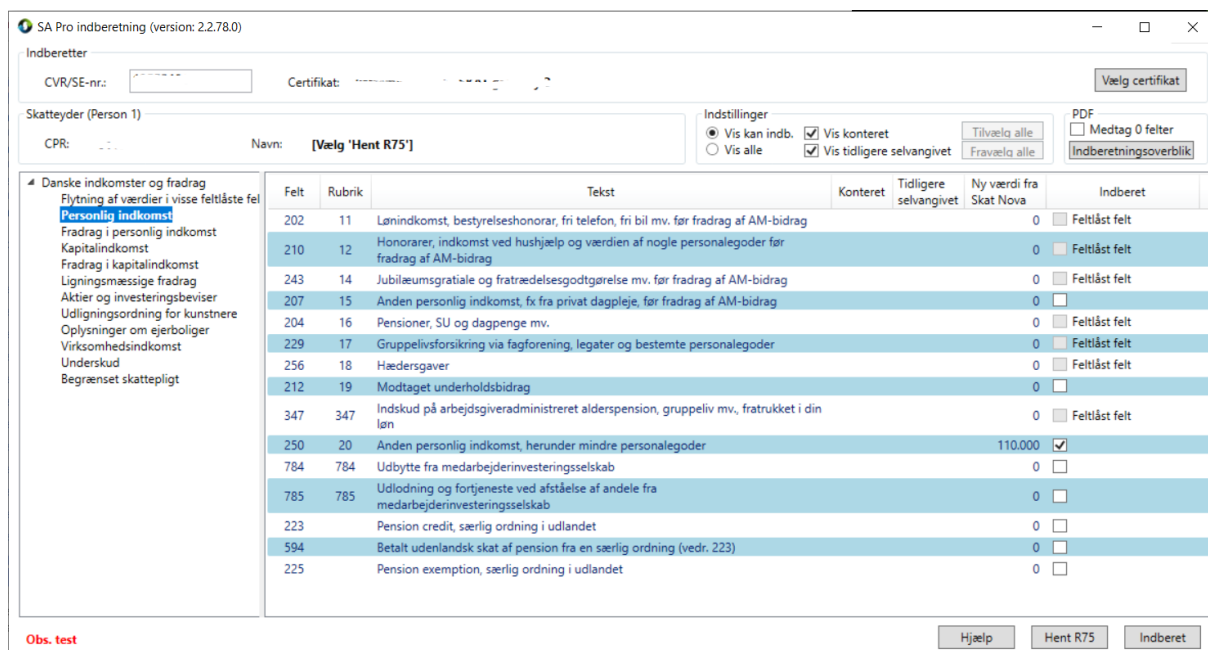 SA Pro indberetning (version: 2.2.78.0)
Indberetter
CVR/SE-nr.:
Certifikat:
Vælg certifikat
Skatteyder (Person 1)
CPR:
Navn: [Vælg 'Hent R75']
Indstillinger
Vis kan indb.
Vis konteret
Tilvælg alle
Vis alle
Vis tidligere selvangivet
Fravælg alle
PDF
Medtag 0 felter
Indberetningsoverblik
Danske indkomster og fradrag
Flytning af værdier i visse feltlåste fel
Personlig indkomst
Fradrag i personlig indkomst
Kapitalindkomst
Fradrag i kapitalindkomst
Ligningsmæssige fradrag
Aktier og investeringsbeviser
Udligningsordning for kunstnere
Oplysninger om ejerboliger
Virksomhedsindkomst
Underskud
Begrænset skattepligt
Felt Rubrik Tekst Konteret Tidligere selvangivet Ny værdi fra Skat Nova Indberet
202 11 Lønindkomst, bestyrelseshonorar, fri telefon, fri bil mv. før fradrag af AM-bidrag 0 Feltlåst felt
210 12 Honorarer, indkomst ved hushjælp og værdien af nogle personalegoder før
fradrag af AM-bidrag 0 Feltlåst felt
243 14 Jubilæumsgratiale og fratrædelsesgodtgørelse mv. før fradrag af AM-bidrag 0 Feltlåst felt
207 15 Anden personlig indkomst, fx fra privat dagpleje, før fradrag af AM-bidrag 0
204 16 Pensioner, SU og dagpenge mv. 0 Feltlåst felt
229 17 Gruppelivsforsikring via fagforening, legater og bestemte personalegoder 0 Feltlåst felt
256 18 Hædersgaver 0 Feltlåst felt
212 19 Modtaget underholdsbidrag 0
347 347 Indskud på arbejdsgiveradministreret alderspension, gruppeliv mv., fratrukket i din
løn 0 Feltlåst felt
250 20 Anden personlig indkomst, herunder mindre personalegoder 110.000
784 784 Udbytte fra medarbejderinvesteringsselskab 0
785 785 Udlodning og fortjeneste ved afståelse af andele fra
medarbejderinvesteringsselskab 0
223 Pension credit, særlig ordning i udlandet 0
594 Betalt udenlandsk skat af pension fra en særlig ordning (vedr. 223) 0
225 Pension exemption, særlig ordning i udlandet 0
Obs. test
Hjælp
Hent R75
Indberet